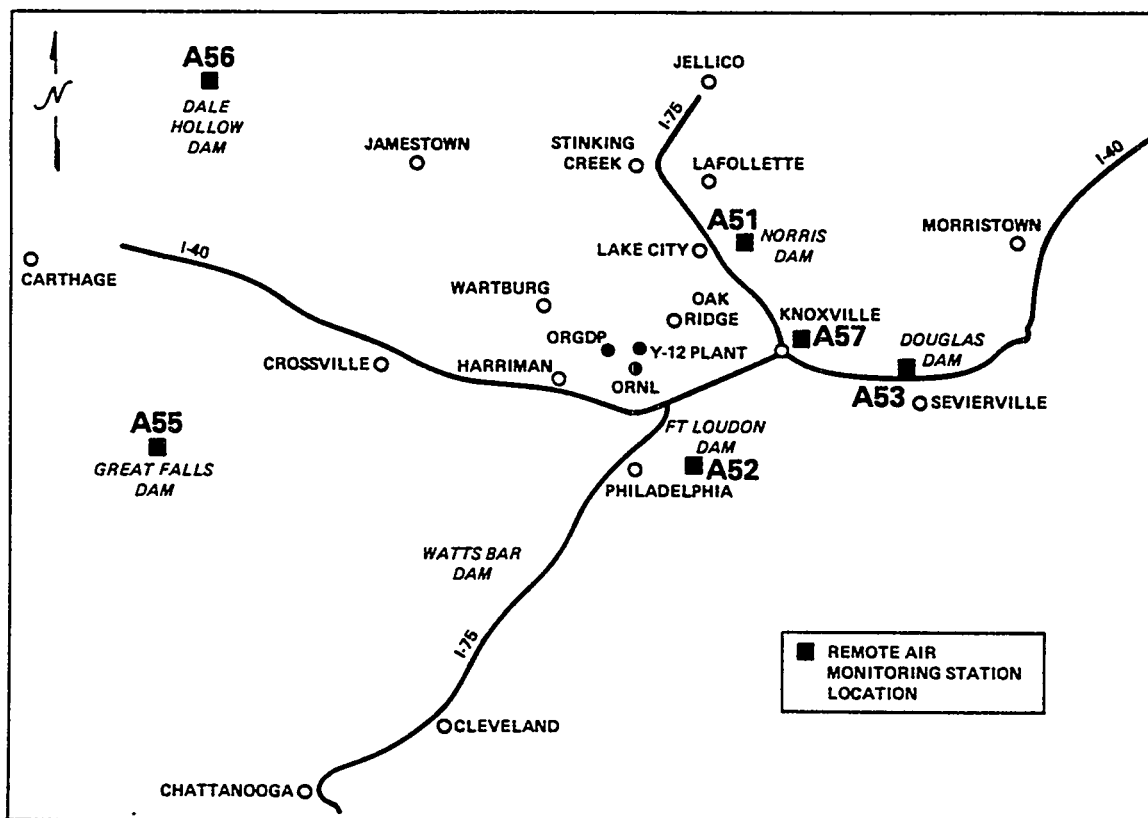 A56
N
DALE
HOLLOW
DAM
JELLICO
I-75
JAMESTOWN
STINKING
CREEK
LAFOLLETTE
I-40
A51
NORRIS
DAM
MORRISTOWN
LAKE CITY
I-40
CARTHAGE
WARTBURG
OAK
RIDGE
KNOXVILLE
A57
DOUGLAS
DAM
ORGDP
Y-12 PLANT
CROSSVILLE
HARRIMAN
ORNL
A53
SEVIERVILLE
A55
GREAT FALLS
DAM
FT LOUDON
DAM
A52
PHILADELPHIA
WATTS BAR
DAM
I-75
REMOTE AIR
MONITORING STATION
LOCATION
CLEVELAND
CHATTANOOGA